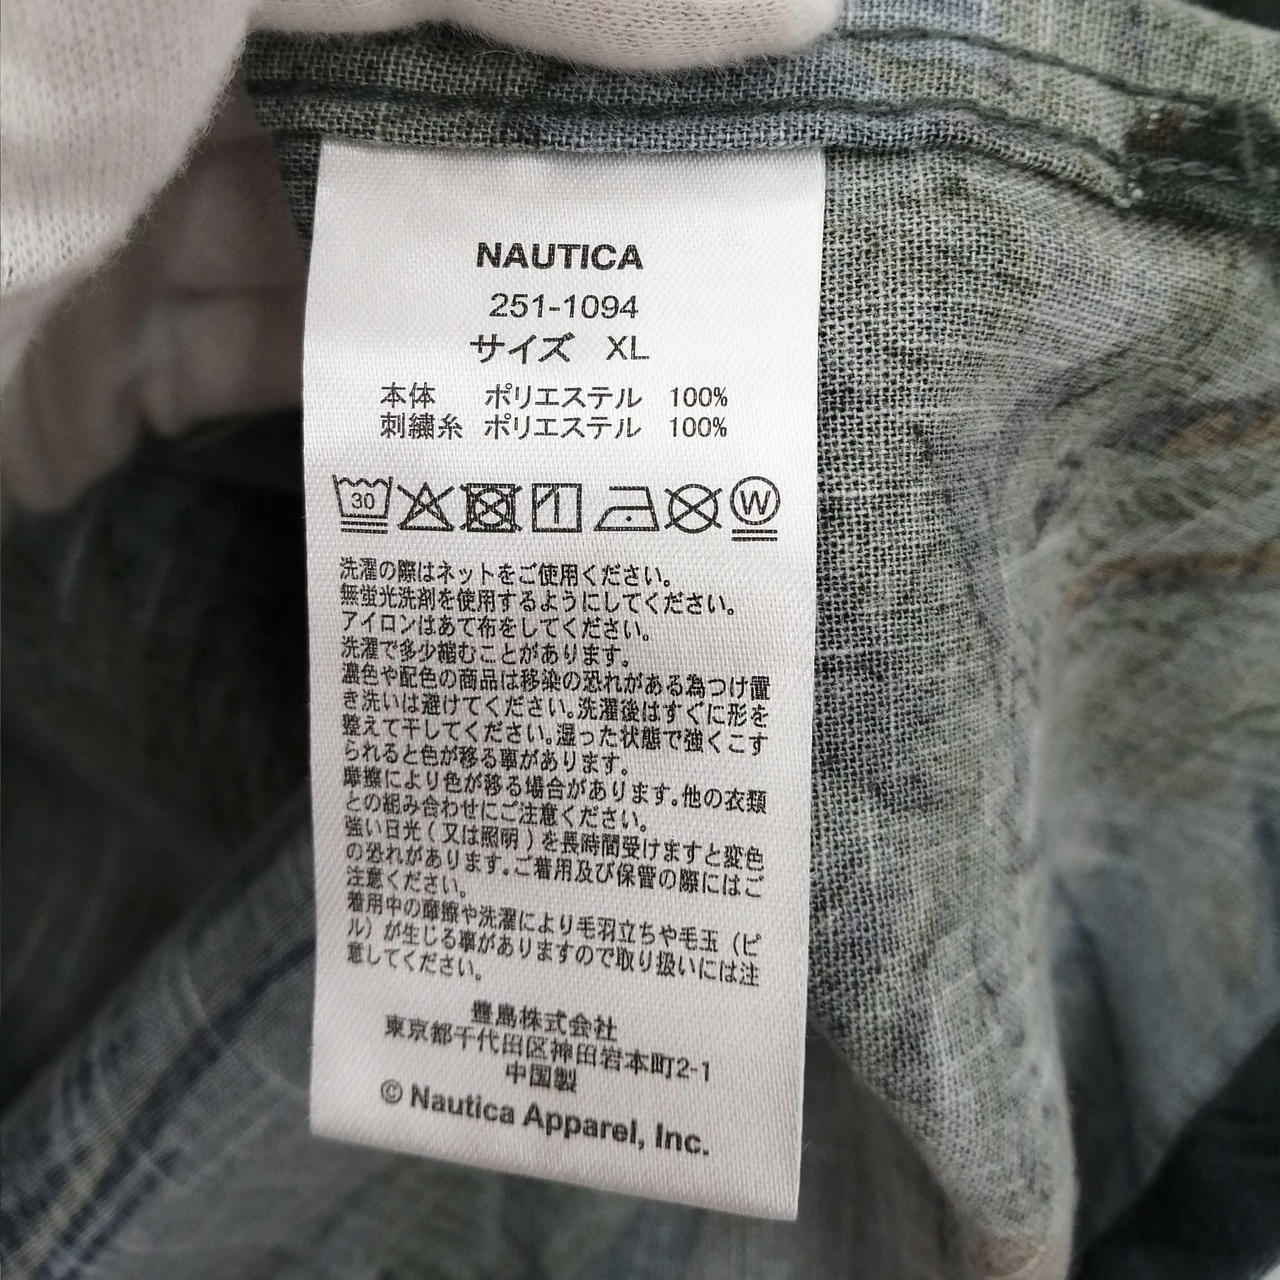 NAUTICA
251-1094
サイズ XL
本体 ポリエステル 100%
刺繍糸 ポリエステル 100%
30
W
洗濯の際はネットをご使用ください。
無蛍光洗剤を使用するようにしてください。
アイロンはあて布をしてください。
洗濯で多少縮むことがあります。
濃色や配色の商品は移染の恐れがある為つけ置
き洗いは避けてください。洗濯後はすぐに形を
整えて干してください。湿った状態で強くこす
られると色が移る事があります。
摩擦により色が移る場合があります。他の衣類
との組み合わせにご注意ください。
強い日光(又は照明)を長時間受けますと変色
の恐れがあります。ご着用及び保管の際にはご
注意ください。
着用中の摩擦や洗濯により毛羽立ちや毛玉(ピ
ル)が生じる事がありますので取り扱いには注
意してください。
豊島株式会社
東京都千代田区神田岩本町2-1
中国製
© Nautica Apparel, Inc.